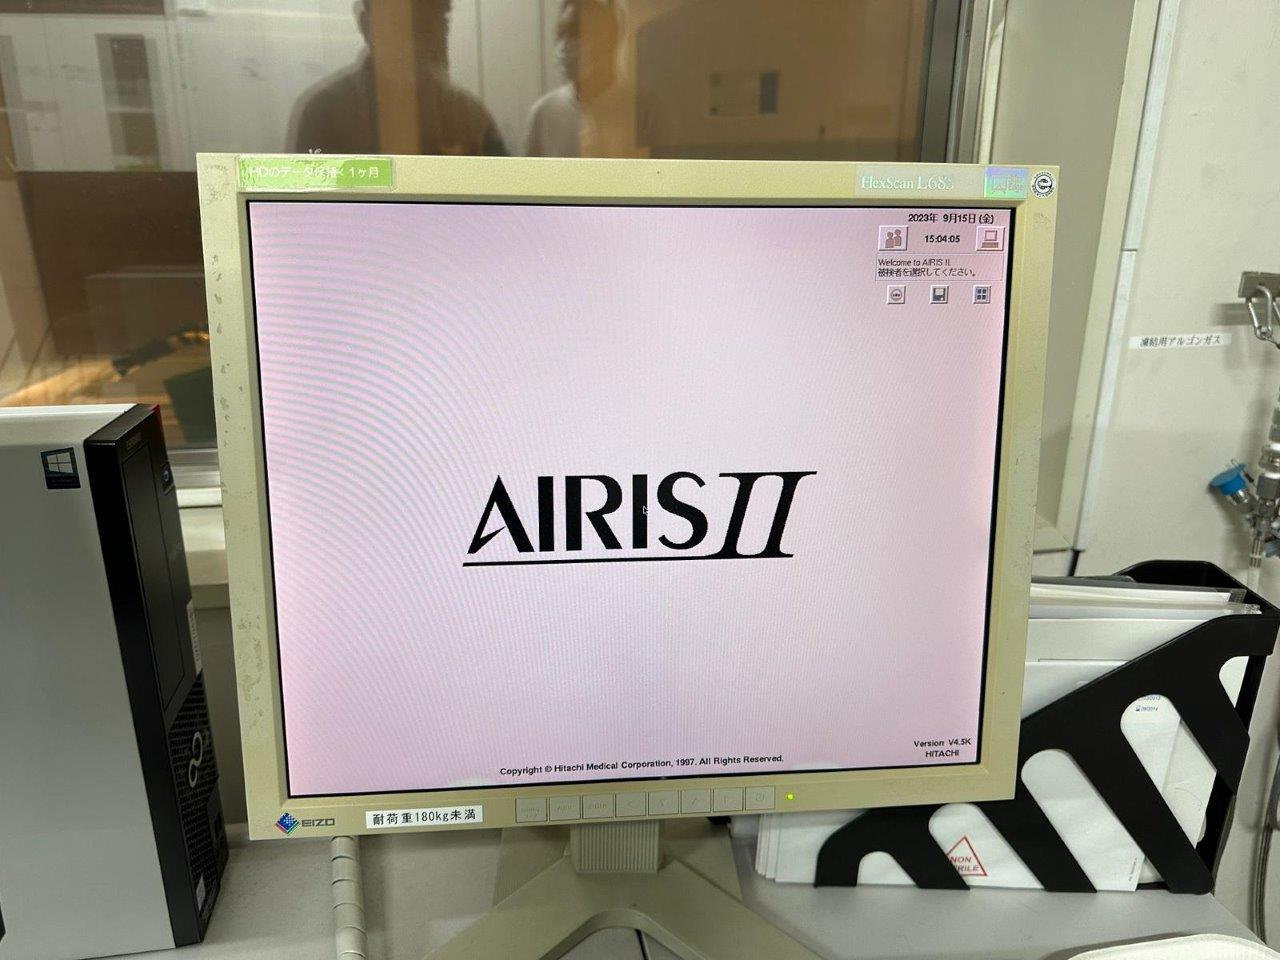 HDのデータ保持< 1ヶ月
FlexScan L685
2023年 9月15日 (金)
15:04:05
Welcome to AIRIS II.
被検者を選択してください。
凍結用アルゴンガス
AIRIS II
Version V4.5K
HITACHI
Copyright © Hitachi Medical Corporation, 1997. All Rights Reserved.
EIZO
耐荷重180kg未満
NON